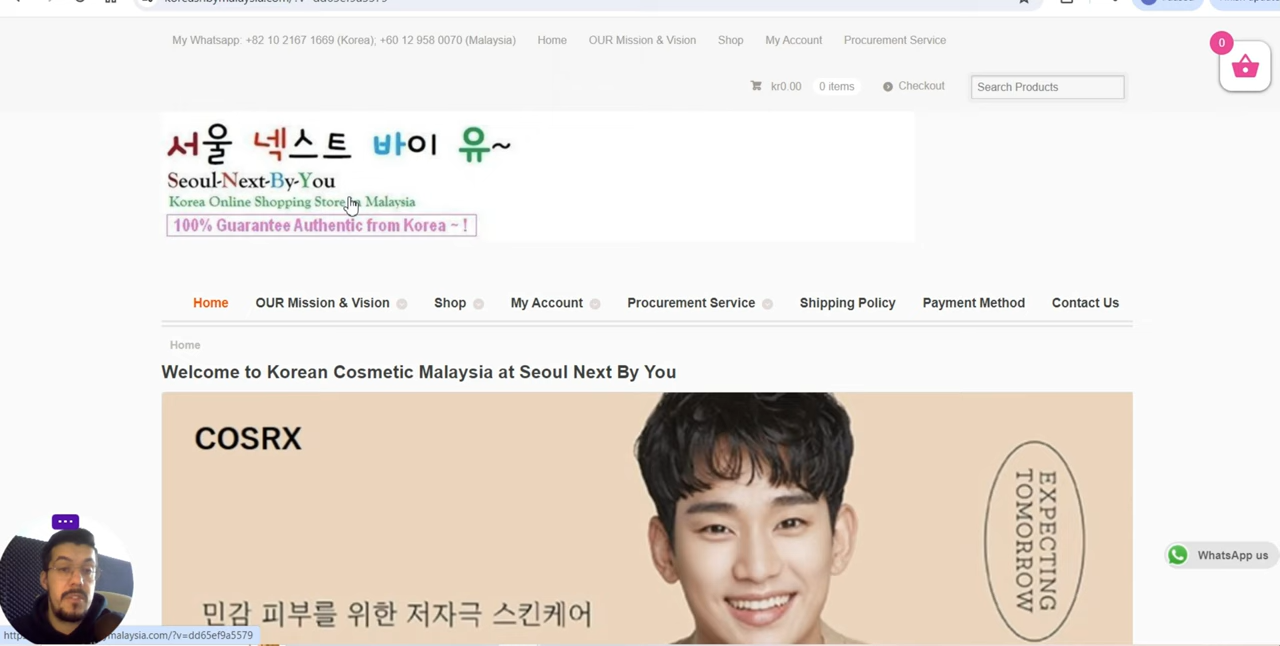 My Whatsapp: +82 10 2167 1669 (Korea); +60 12 958 0070 (Malaysia) Home OUR Mission & Vision Shop My Account Procurement Service
0
kr0.00 0 items Checkout Search Products
서울 넥스트 바이 유~
Seoul-Next-By-You
Korea Online Shopping Store Malaysia
100% Guarantee Authentic from Korea ~ !
Home OUR Mission & Vision Shop My Account Procurement Service Shipping Policy Payment Method Contact Us
Home
Welcome to Korean Cosmetic Malaysia at Seoul Next By You
COSRX
EXPECTING
TOMORROW
WhatsApp us
민감 피부를 위한 저자극 스킨케어
malaysia.com/?v=dd65ef9a5579